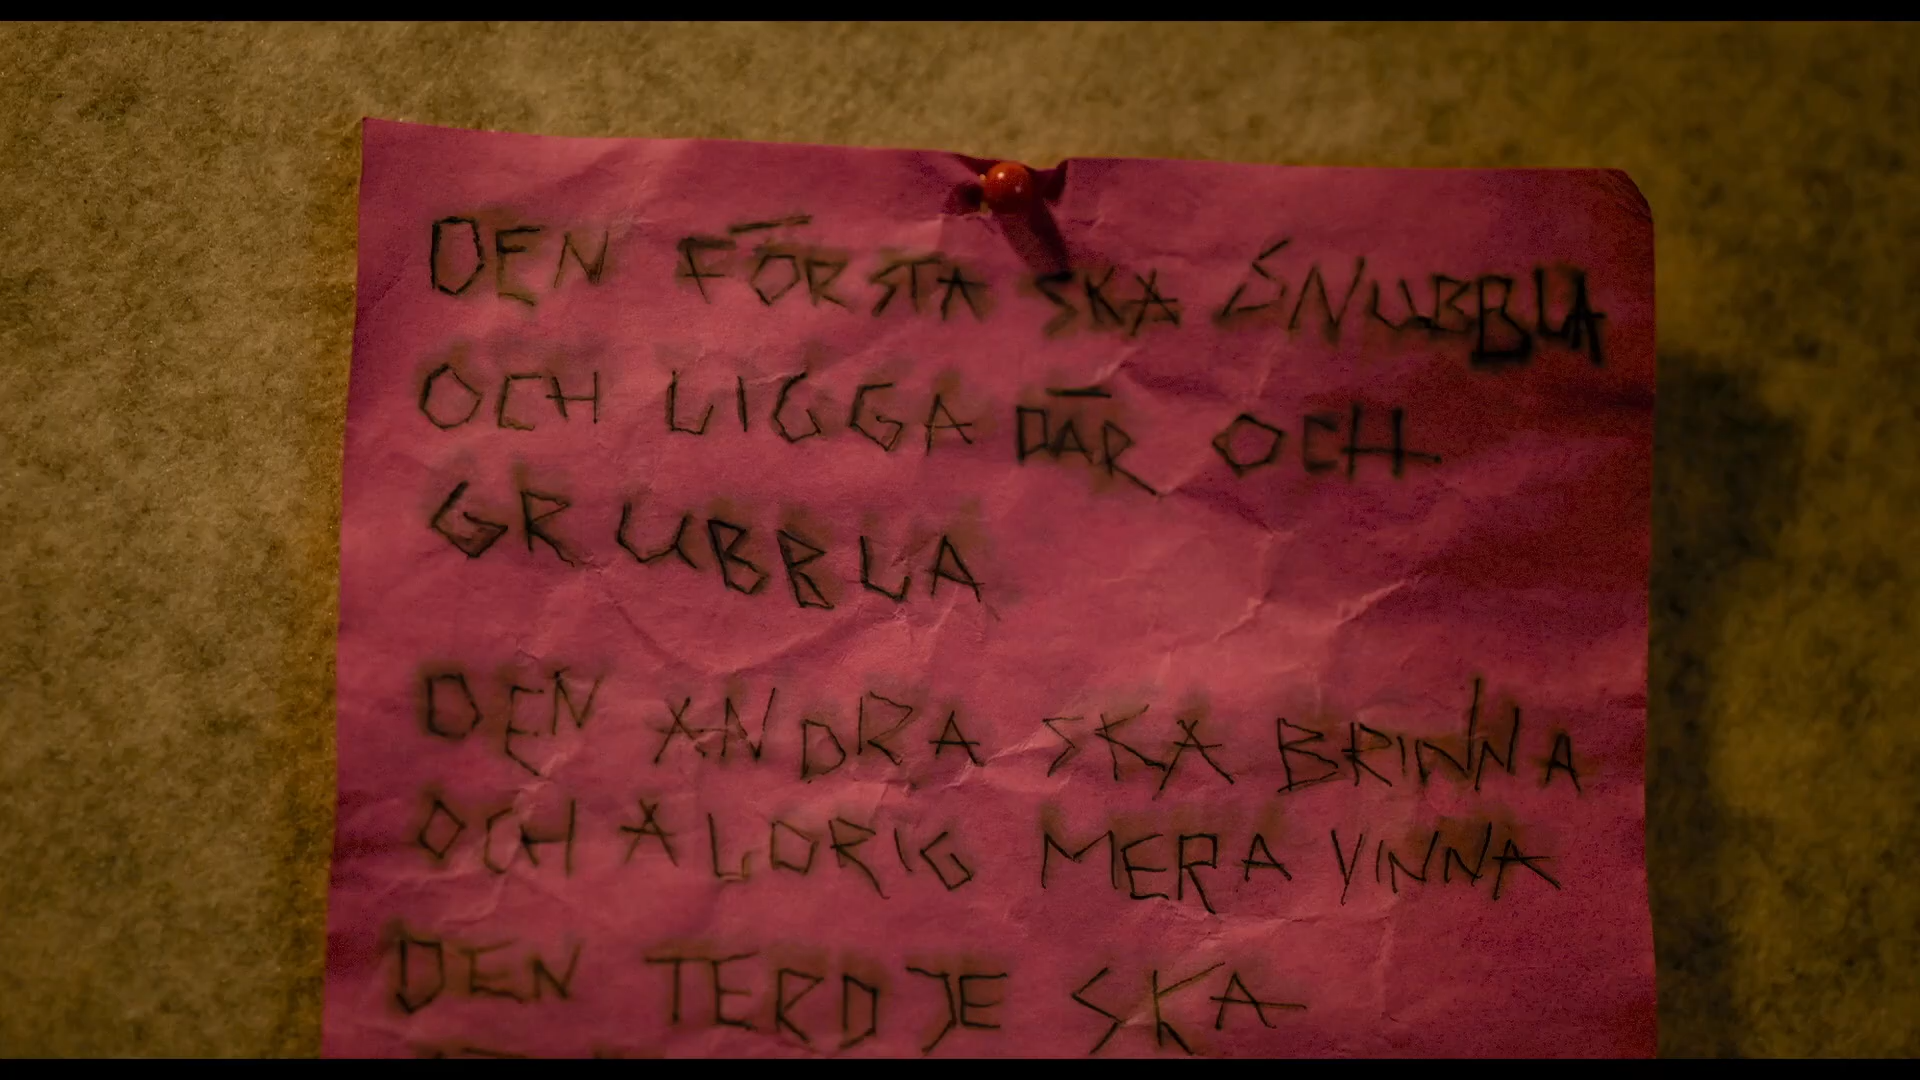 DEN FÖRSTA SKA SNUBBLA
OCH LIGGA DÄR OCH
GRUBBLA
DEN ANDRA SKA BRINNA
OCH ALDRIG MERA VINNA
DEN TERDJE SKA